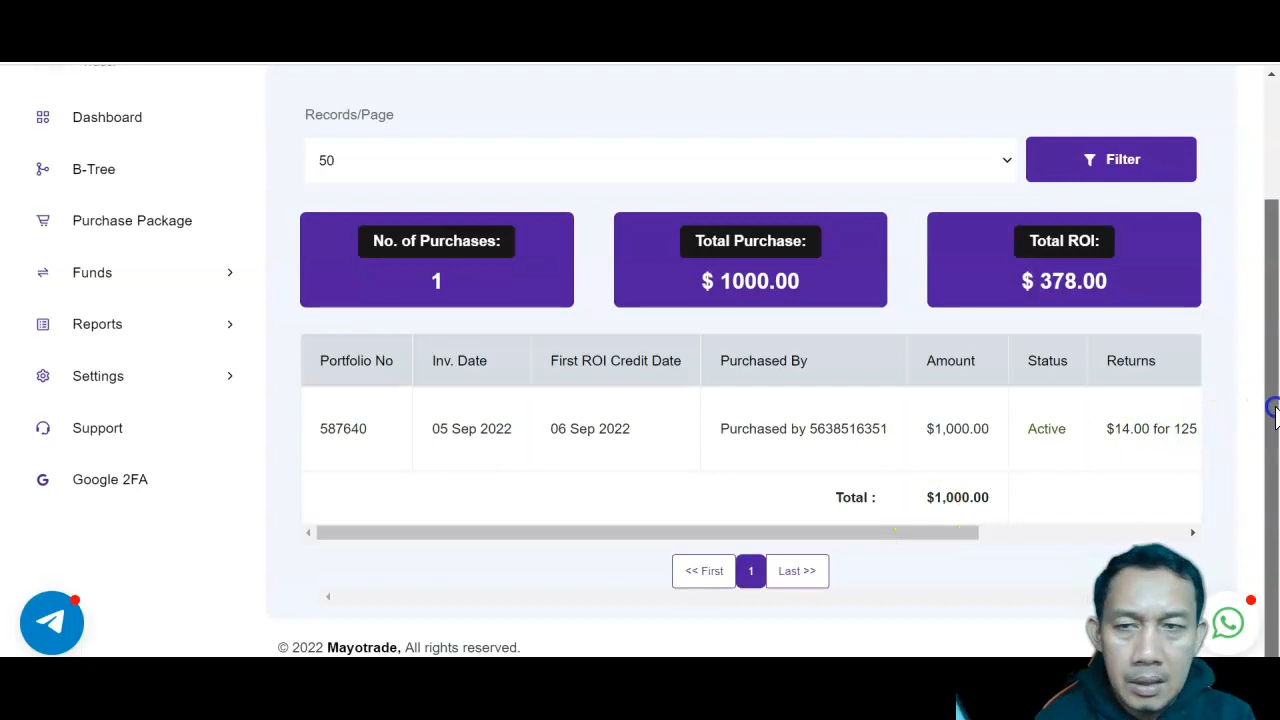 Dashboard
B-Tree
Purchase Package
Funds
Reports
Settings
Support
Google 2FA
Records/Page
50
Filter
No. of Purchases:
1
Total Purchase:
$ 1000.00
Total ROI:
$ 378.00
Portfolio No Inv. Date First ROI Credit Date Purchased By Amount Status Returns
587640 05 Sep 2022 06 Sep 2022 Purchased by 5638516351 $1,000.00 Active $14.00 for 125
Total : $1,000.00
<< First 1 Last >>
© 2022 Mayotrade, All rights reserved.